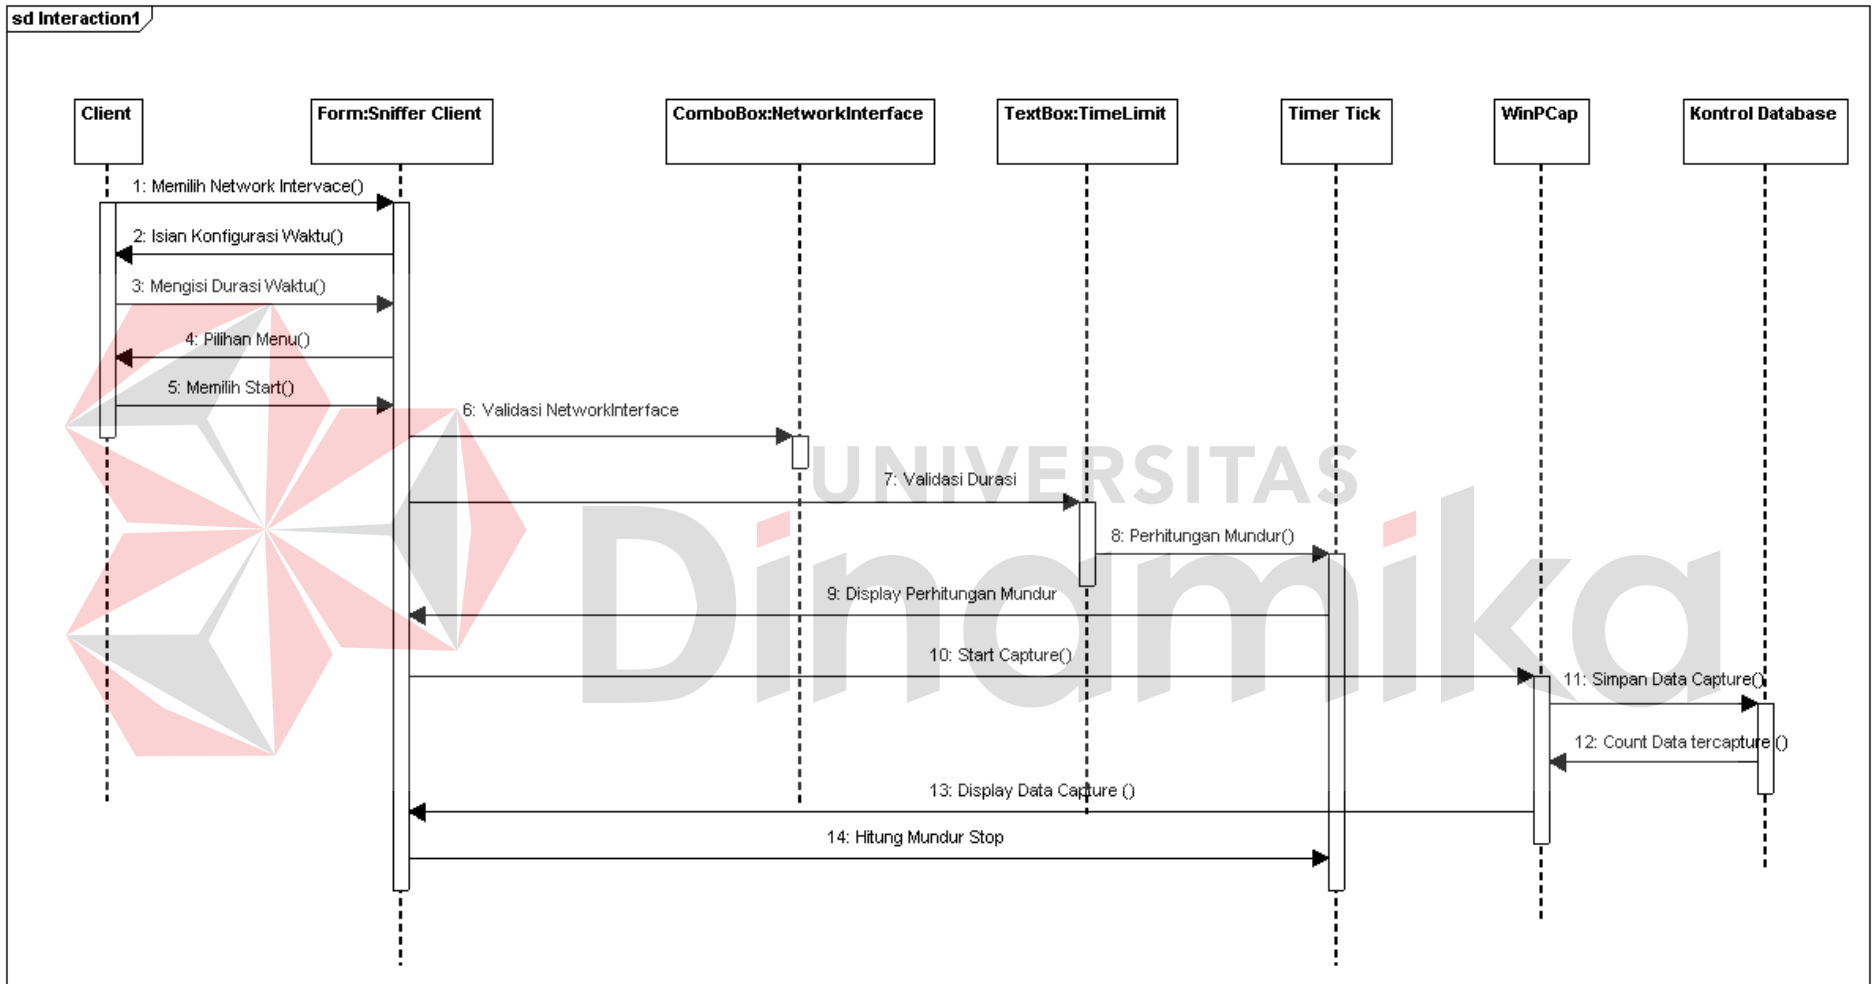 sd Interaction1
Client
Form:Sniffer Client
ComboBox:NetworkInterface
TextBox:TimeLimit
Timer Tick
WinPCap
Kontrol Database
1: Memilih Network Intervace()
2: Isian Konfigurasi Waktu()
3: Mengisi Durasi Waktu()
4: Pilihan Menu()
5: Memilih Start()
6: Validasi NetworkInterface
7: Validasi Durasi
8: Perhitungan Mundur()
9: Display Perhitungan Mundur
10: Start Capture()
11: Simpan Data Capture()
12: Count Data tercapture ()
13: Display Data Capture ()
14: Hitung Mundur Stop
UNIVERSITAS
Dinamika